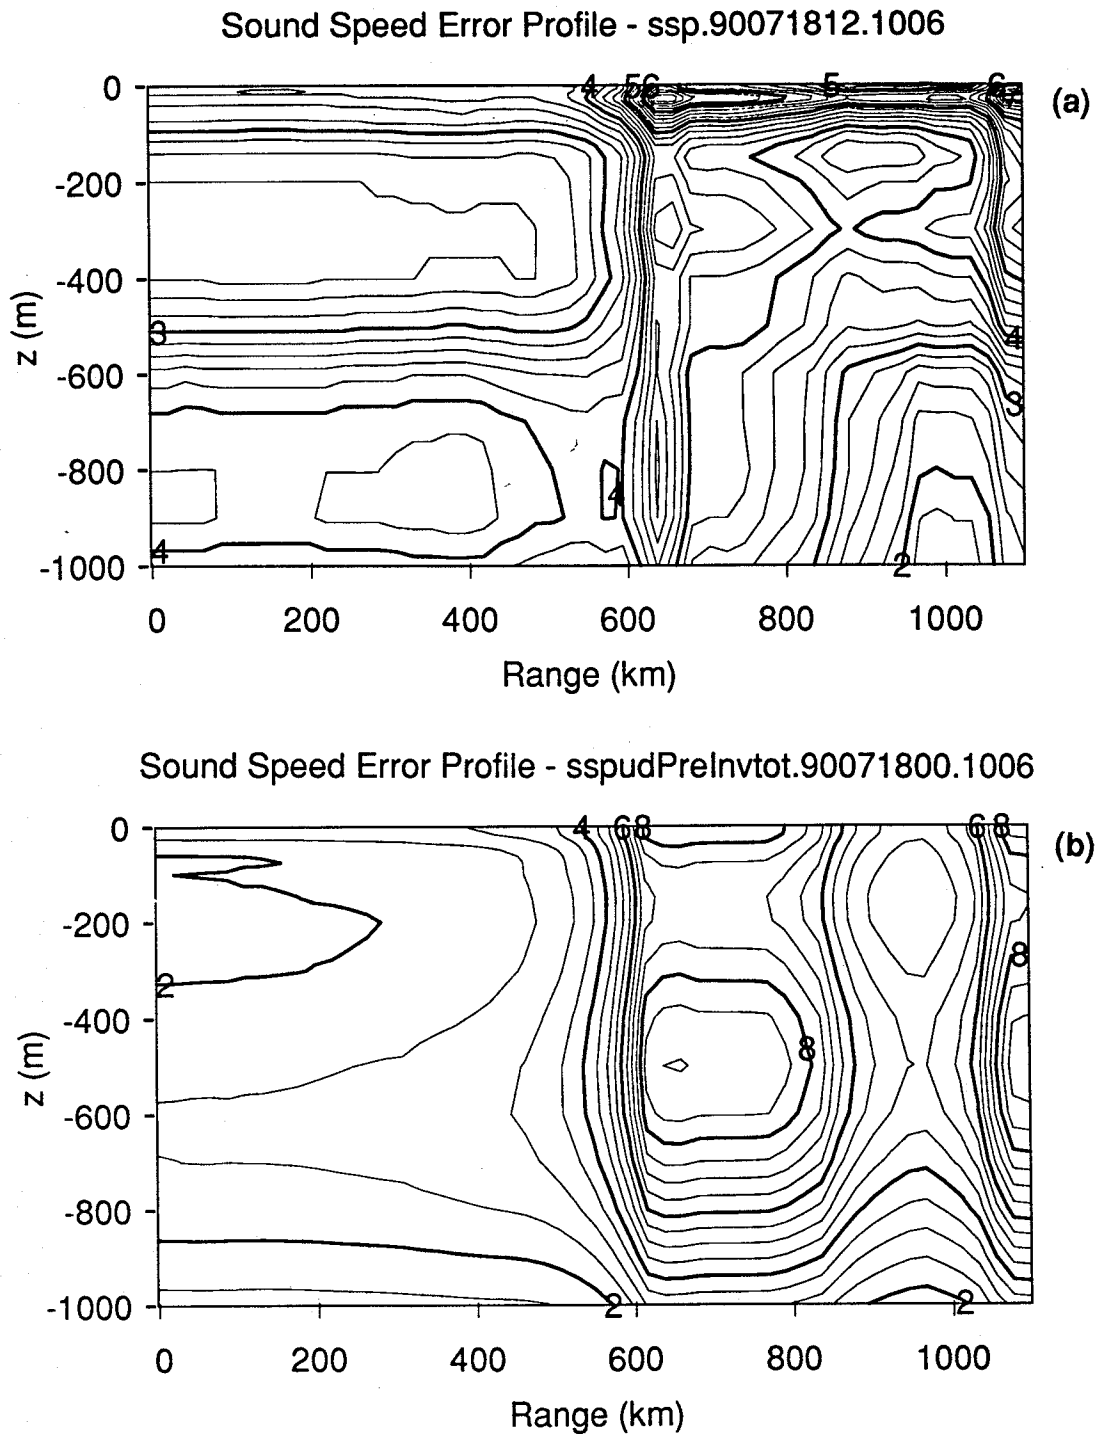 Sound Speed Error Profile - ssp.90071812.1006
4 5 6 5 6
0
(a)
-200
-400
3
4
-600
3
-800
4
4
-1000
2
z (m)
0 200 400 600 800 1000
Range (km)
Sound Speed Error Profile - sspudPreInvtot.90071800.1006
0
4 6 8 6 8
(b)
-200
2
8
-400
8
-600
-800
-1000
2 2
z (m)
0 200 400 600 800 1000
Range (km)